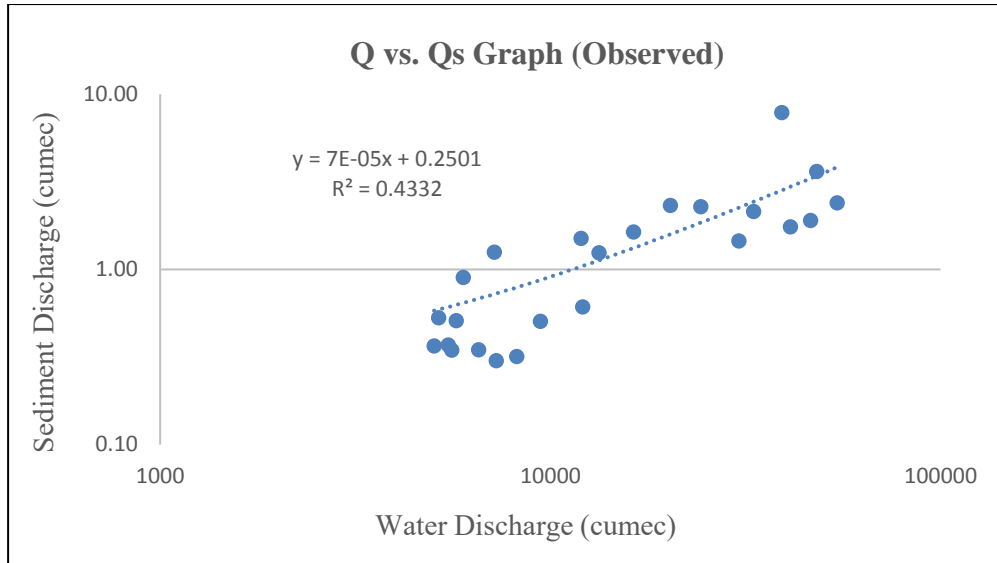 Q vs. Qs Graph (Observed)
10.00
y = 7E-05x + 0.2501
R² = 0.4332
1.00
0.10
1000 10000 100000
Sediment Discharge (cumec)
Water Discharge (cumec)